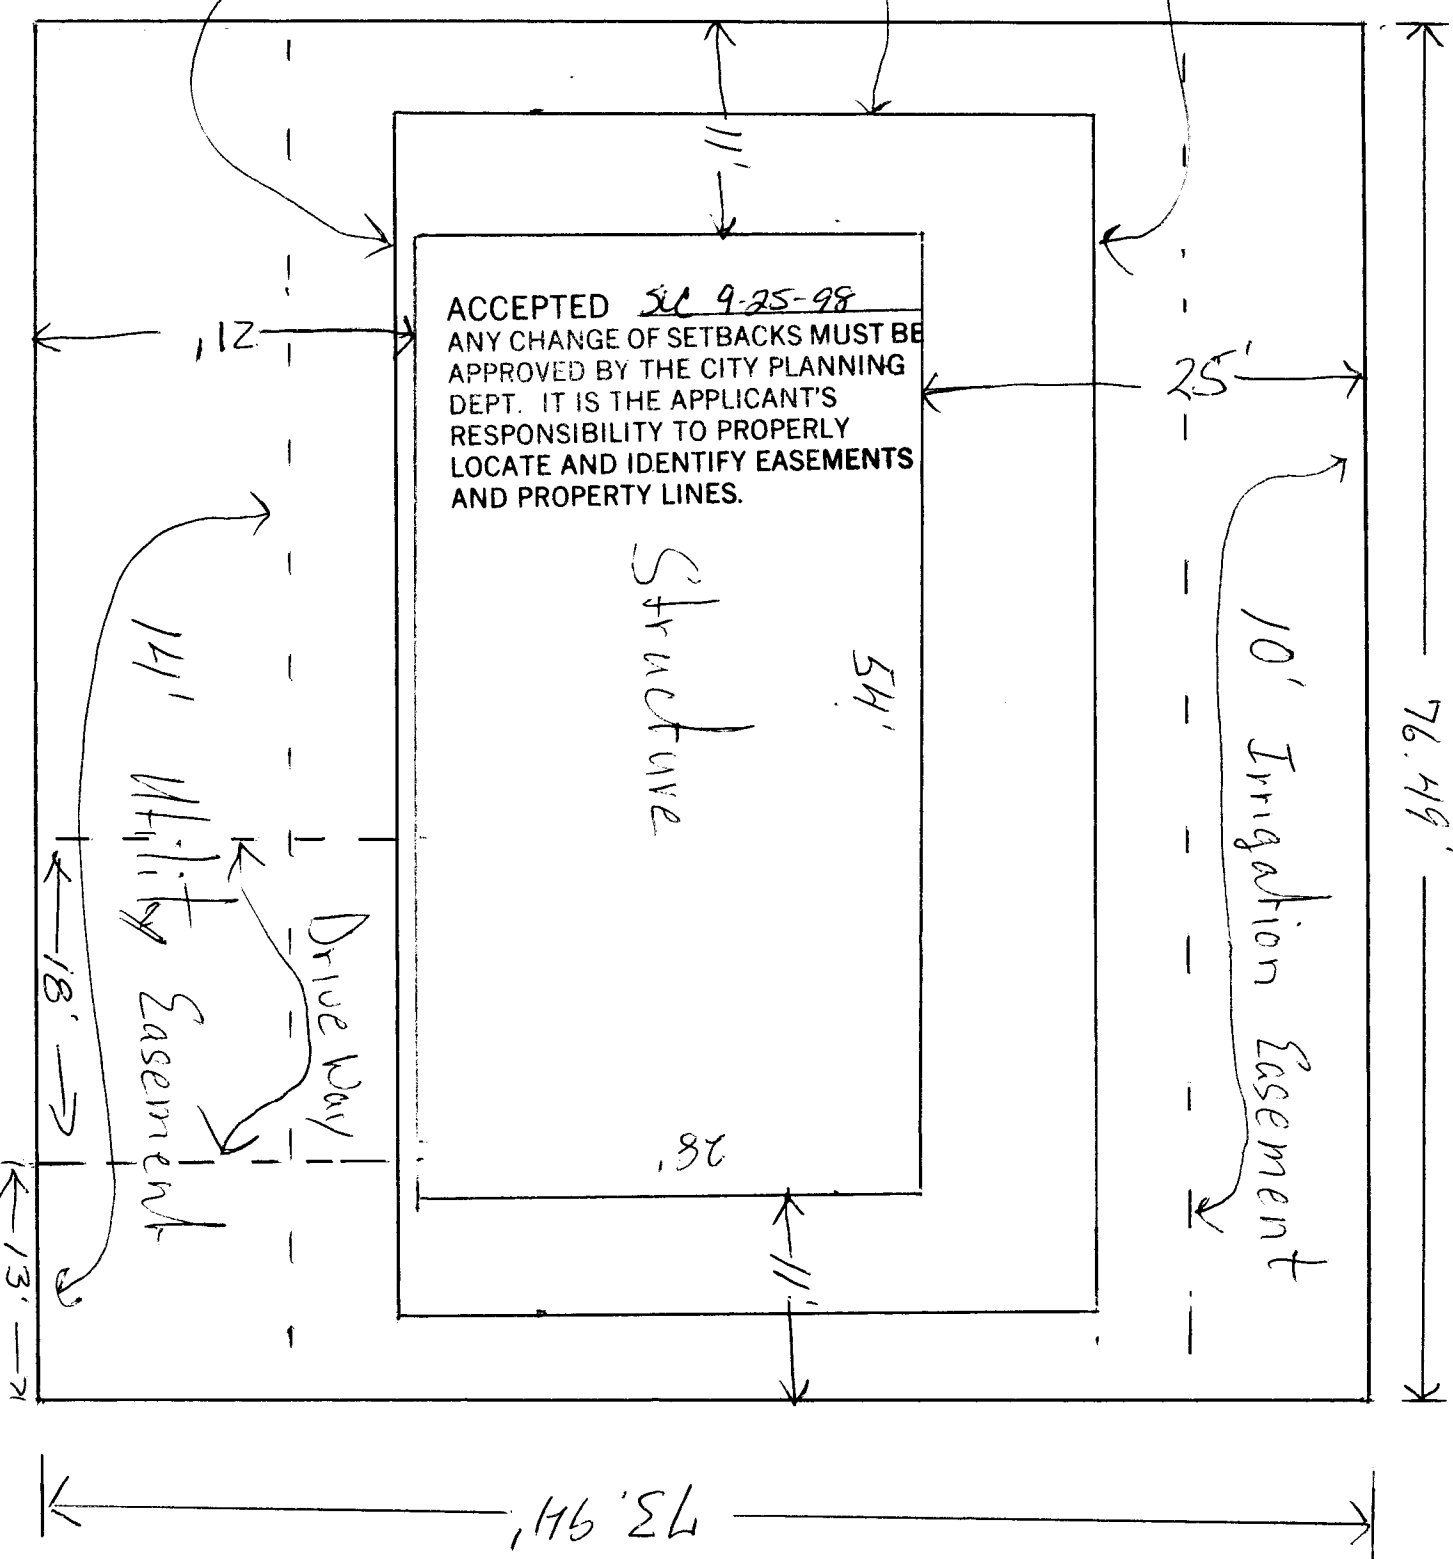 11'
ACCEPTED SLC 9-25-98
ANY CHANGE OF SETBACKS MUST BE
APPROVED BY THE CITY PLANNING
DEPT. IT IS THE APPLICANT'S
RESPONSIBILITY TO PROPERLY
LOCATE AND IDENTIFY EASEMENTS
AND PROPERTY LINES.
21'
25'
Structure
54'
28'
10' Irrigation Easement
76.49'
14' Utility Easement
Drive Way
18'
13'
11'
73.94'